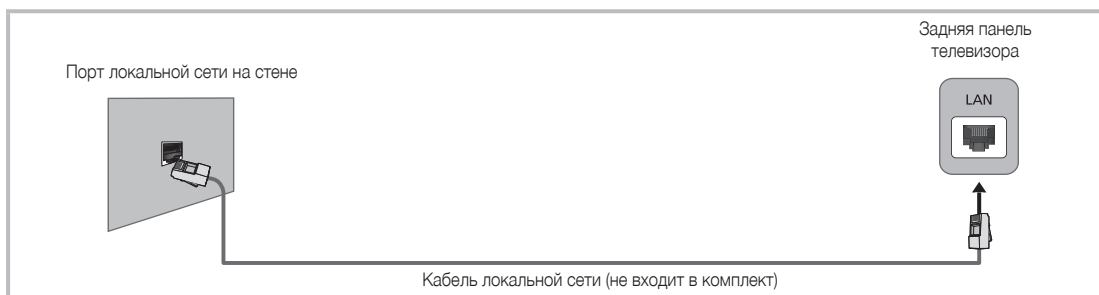 Порт локальной сети на стене
Задняя панель
телевизора
LAN
Кабель локальной сети (не входит в комплект)